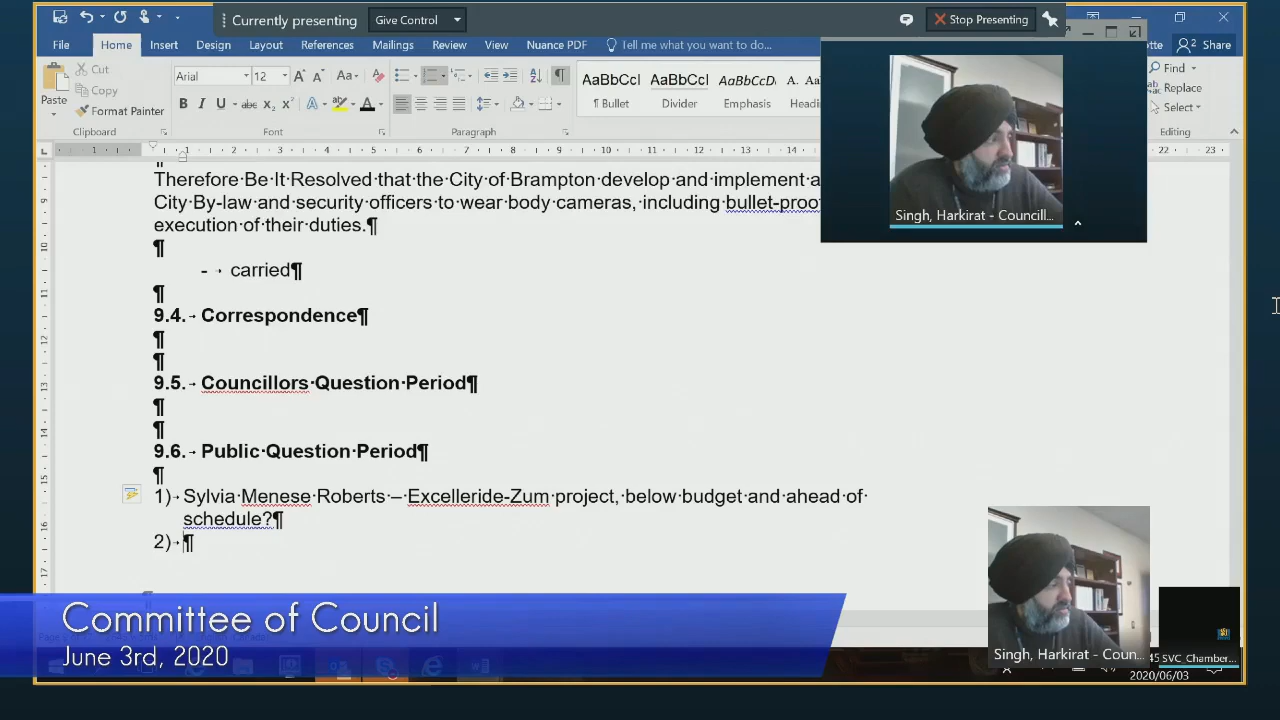 Currently presenting
Give Control
Stop Presenting
File Home Insert Design Layout References Mailings Review View Nuance PDF Tell me what you want to do...
Share
Paste
Cut
Copy
Format Painter
Clipboard
Arial 12
Font
Paragraph
AaBbCcI AaBbCcI AaBbCcDc
¶ Bullet Divider Emphasis
Find
Replace
Select
Editing
Therefore Be It Resolved that the City of Brampton develop and implement a
City By-law and security officers to wear body cameras, including bullet-proof
execution of their duties.¶
¶
- carried¶
¶
9.4. Correspondence¶
¶
¶
9.5. Councillors Question Period¶
¶
¶
9.6. Public Question Period¶
¶
1) Sylvia Menese Roberts – Excelleride-Zum project, below budget and ahead of
schedule?¶
2) ¶
Singh, Harkirat - Councill...
Singh, Harkirat - Coun...
SVC_Chamber...
2020/06/03
Committee of Council
June 3rd, 2020